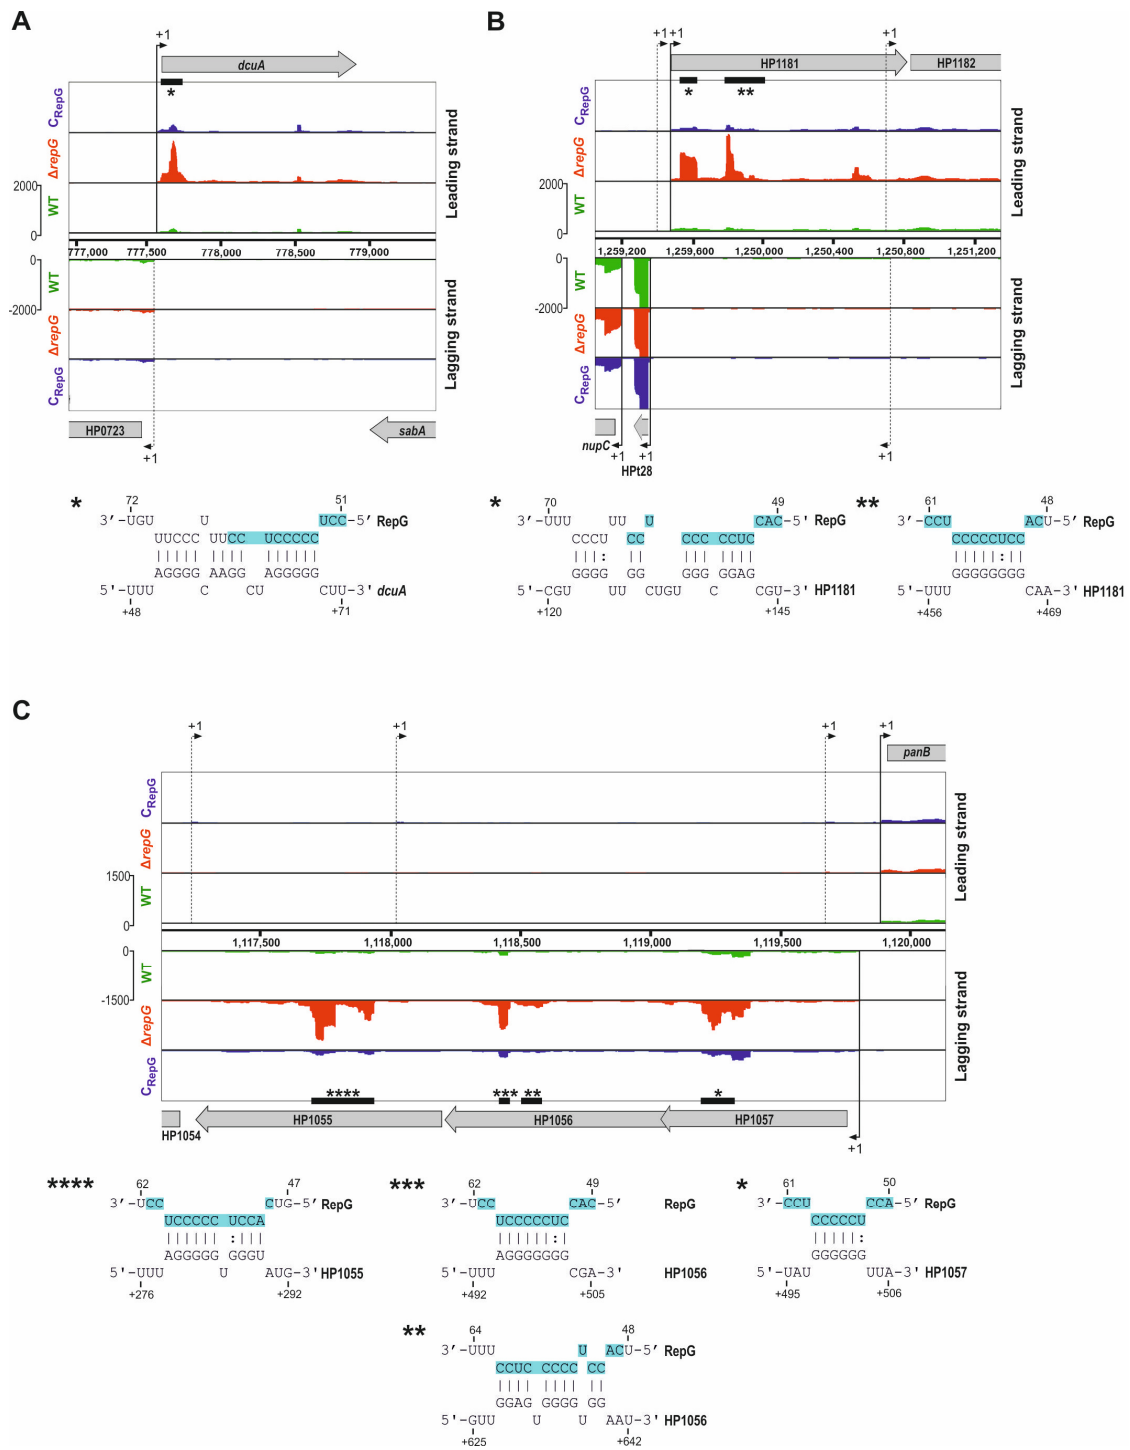 A
+1
dcuA
*
C RepG
ΔrepG
WT
2000
0
Leading strand
777,000 777,500 778,000 778,500 779,000
0
-2000
WT
ΔrepG
C RepG
Lagging strand
HP0723
sabA
+1
B
+1 +1 +1
HP1181 HP1182
* **
C RepG
ΔrepG
WT
2000
0
Leading strand
1,259,200 1,259,600 1,250,000 1,250,400 1,250,800 1,251,200
0
-2000
WT
ΔrepG
C RepG
Lagging strand
nupC +1 +1 +1
HPt28
*
72 51
3′-UGU U UCC-5′ RepG
UUCCC UUCC UCCCCC
| | | | | | | | | | | | | | |
AGGGG AAGG AGGGGG
5'-UUU C CU CUU-3' dcuA
+48 +71
*
70 49
3′-UUU UU U CAC-5' RepG
CCCU CC CCC CCUC
| | | : | | | | | | | | |
GGGG GG GGG GGAG
5'-CGU UU CUGU C CGU-3' HP1181
+120 +145
**
61 48
3′-CCU ACU-5' RepG
CCCCCUCC
| | | | | : | |
GGGGGGGG
5'-UUU CAA-3' HP1181
+456 +469
C
+1 +1 +1 +1
panB
C RepG
ΔrepG
WT
1500
0
Leading strand
1,117,500 1,118,000 1,118,500 1,119,000 1,119,500 1,120,000
0
-1500
WT
ΔrepG
C RepG
Lagging strand
**** *** ** *
HP1054 HP1055 HP1056 HP1057
+1
****
62 47
3′-UCC CUG-5′ RepG
UCCCCC UCCA
| | | | | | : | | |
AGGGGG GGGU
5'-UUU U AUG-3' HP1055
+276 +292
***
62 49
3′-UCC CAC-5′ RepG
UCCCCCUC
| | | | | | : |
AGGGGGGG
5'-UUU CGA-3' HP1056
+492 +505
*
61 50
3′-CCU CCA-5′ RepG
CCCCCU
| | | | | :
GGGGGG
5'-UAU UUA-3' HP1057
+495 +506
**
64 48
3′-UUU U ACU-5′ RepG
CCUC CCCC CC
| | | | | | | | | |
GGAG GGGG GG
5'-GUU U U AAU-3' HP1056
+625 +642